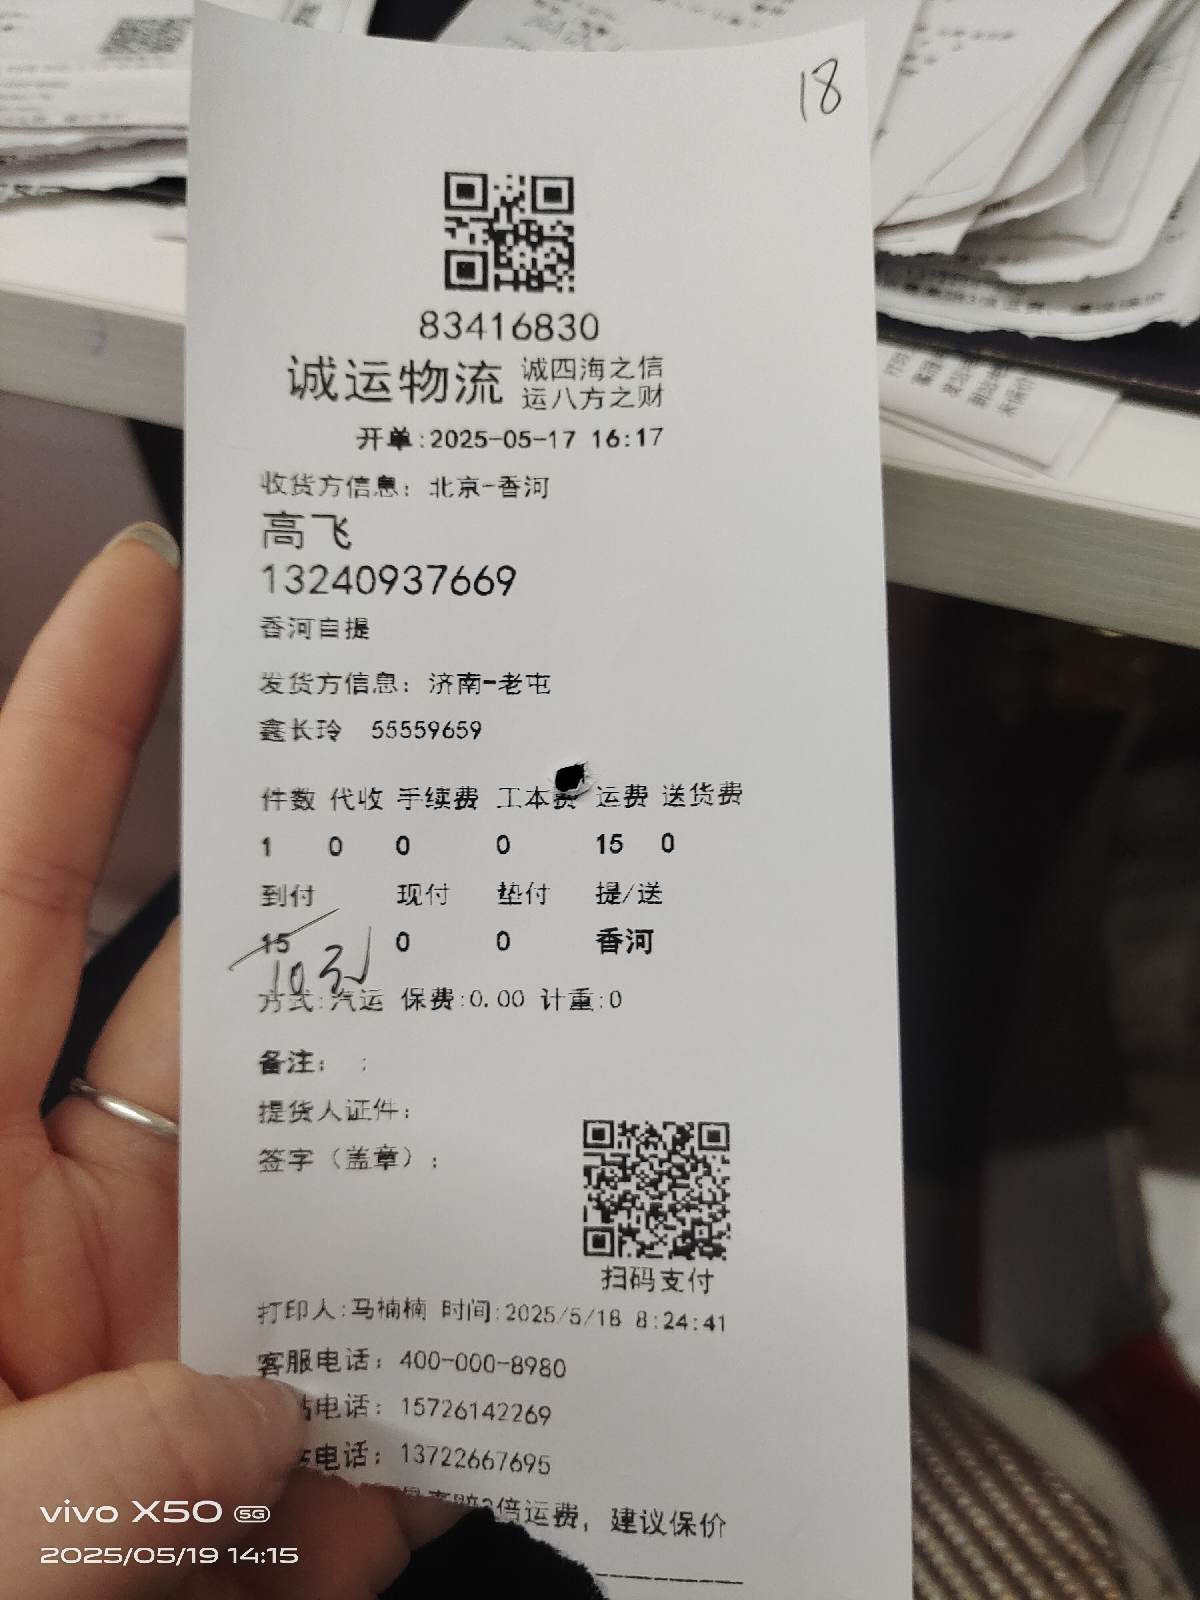 18
83416830
诚运物流 诚四海之信
运八方之财
开单:2025-05-17 16:17
收货方信息: 北京-香河
高飞
13240937669
香河自提
发货方信息: 济南-老屯
鑫长玲 55559659
件数 代收 手续费 工本费 运费 送货费
1 0 0 0 15 0
到付 现付 垫付 提/送
15 0 0 香河
10
方式:汽运 保费:0.00 计重:0
备注: ;
提货人证件:
签字（盖章）:
扫码支付
打印人:马楠楠 时间:2025/5/18 8:24:41
客服电话: 400-000-8980
站电话: 15726142269
电话: 13722667695
倍运费, 建议保价
vivo X50 5G
2025/05/19 14:15